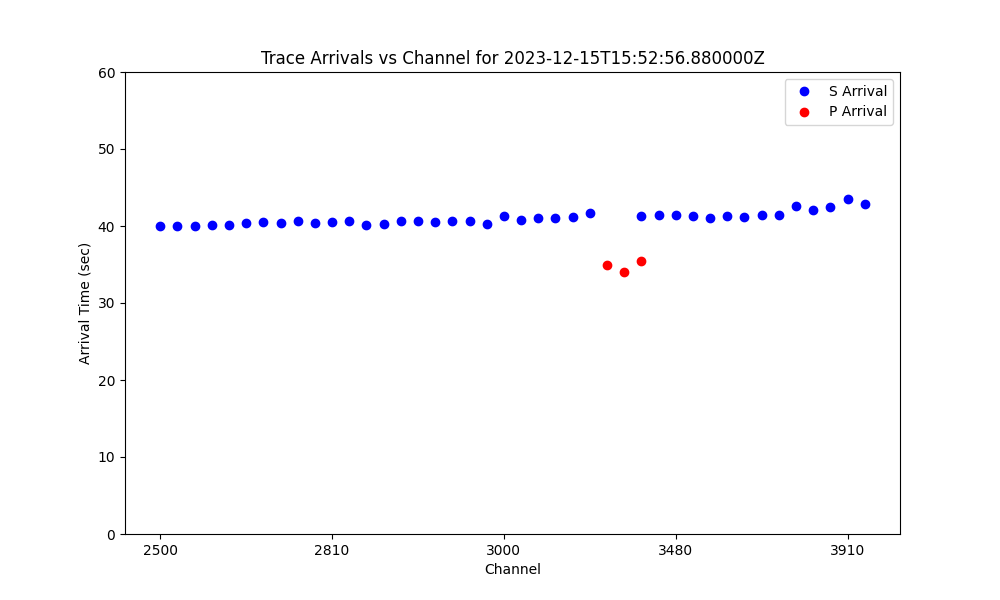 Trace Arrivals vs Channel for 2023-12-15T15:52:56.880000Z
S Arrival
P Arrival
Arrival Time (sec)
60
50
40
30
20
10
0
2500 2810 3000 3480 3910
Channel